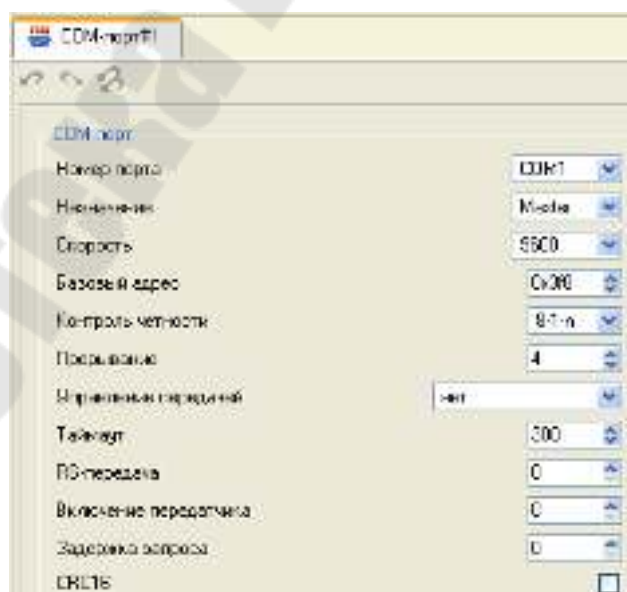 COM-порт#1
COM-порт
Номер порта COM1
Назначение Master
Скорость 9600
Базовый адрес 0x3f8
Контроль четности 8-1-n
Прерывание 4
Управление передачей нет
Таймаут 300
RS-передача 0
Включение передатчика 0
Задержка запроса 0
CRC16